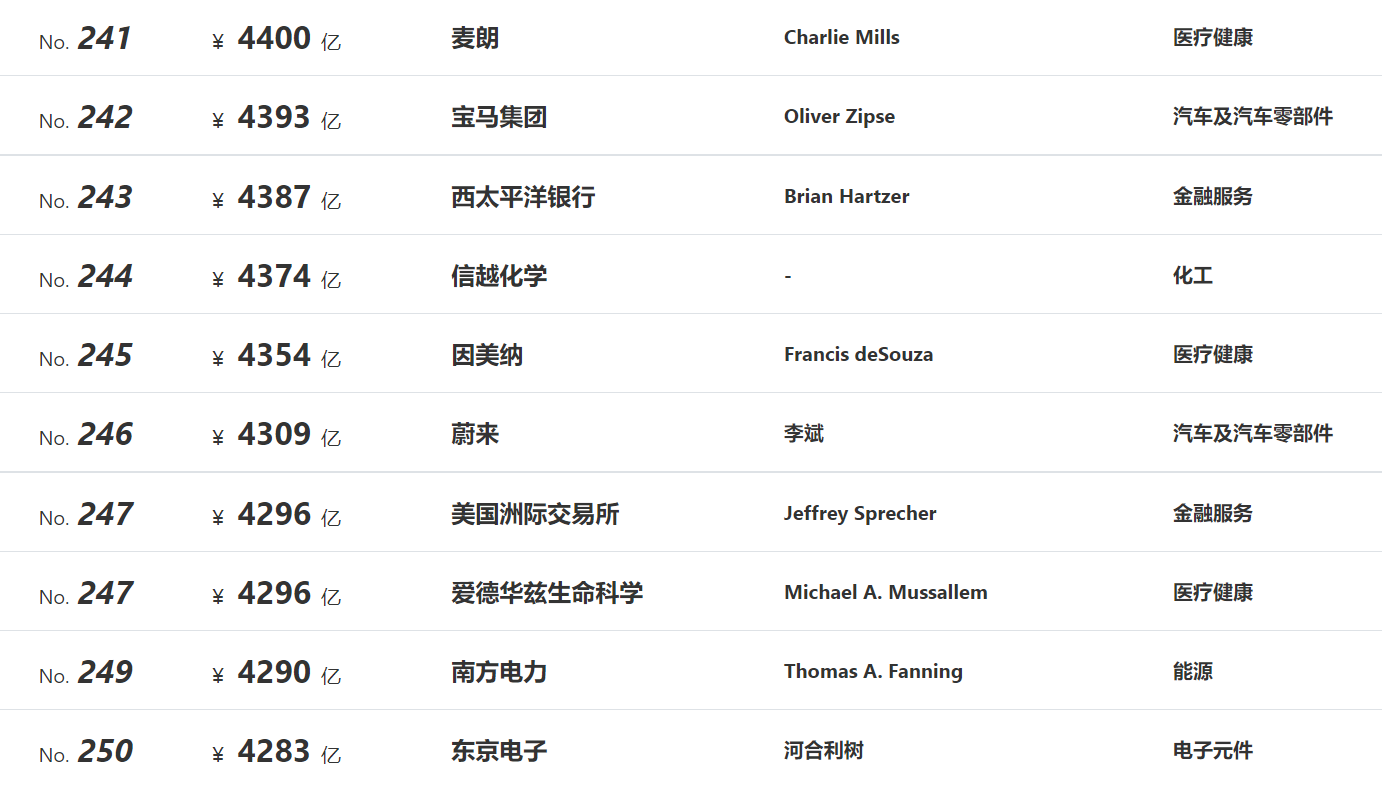 No. 241 ¥ 4400 亿 麦朗 Charlie Mills 医疗健康
No. 242 ¥ 4393 亿 宝马集团 Oliver Zipse 汽车及汽车零部件
No. 243 ¥ 4387 亿 西太平洋银行 Brian Hartzer 金融服务
No. 244 ¥ 4374 亿 信越化学 - 化工
No. 245 ¥ 4354 亿 因美纳 Francis deSouza 医疗健康
No. 246 ¥ 4309 亿 蔚来 李斌 汽车及汽车零部件
No. 247 ¥ 4296 亿 美国洲际交易所 Jeffrey Sprecher 金融服务
No. 247 ¥ 4296 亿 爱德华兹生命科学 Michael A. Mussallem 医疗健康
No. 249 ¥ 4290 亿 南方电力 Thomas A. Fanning 能源
No. 250 ¥ 4283 亿 东京电子 河合利树 电子元件